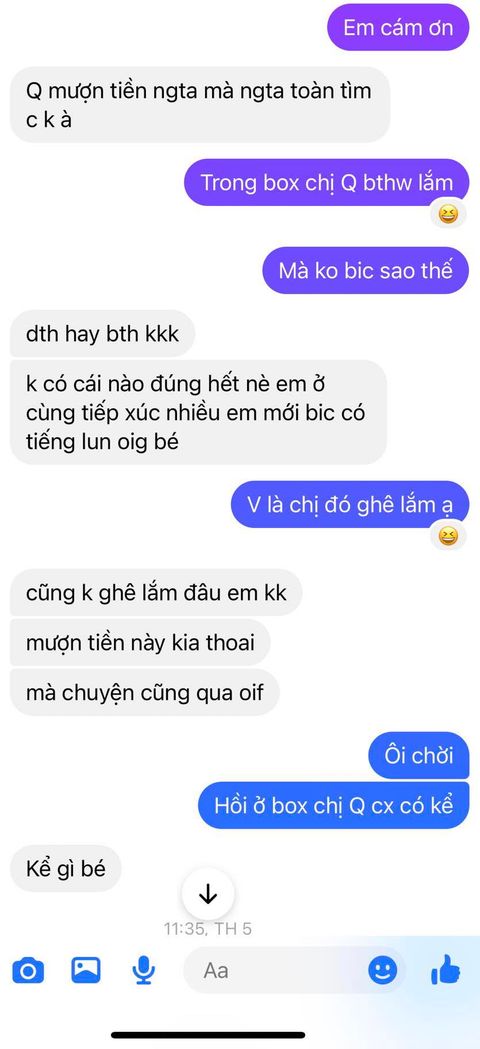 Em cám ơn
Q mượn tiền ngta mà ngta toàn tìm
c k à
Trong box chị Q bthw lắm
Mà ko bic sao thế
dth hay bth kkk
k có cái nào đúng hết nè em ở
cùng tiếp xúc nhiều em mới bic có
tiếng lun oig bé
V là chị đó ghê lắm ạ
cũng k ghê lắm đâu em kk
mượn tiền này kia thoai
mà chuyện cũng qua oif
Ôi chời
Hồi ở box chị Q cx có kể
Kể gì bé
11:35, TH 5
Aa